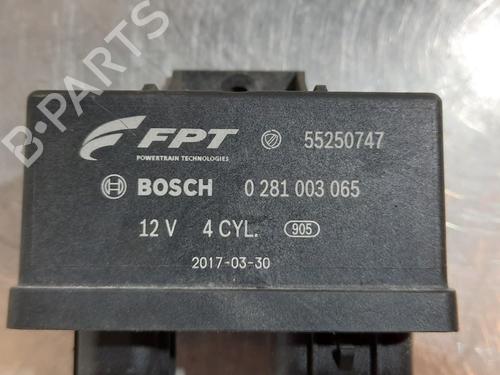 FPT 55250747
POWERTRAIN TECHNOLOGIES
BOSCH 0 281 003 065
12 V 4 CYL. 905
2017-03-30
B-PARTS